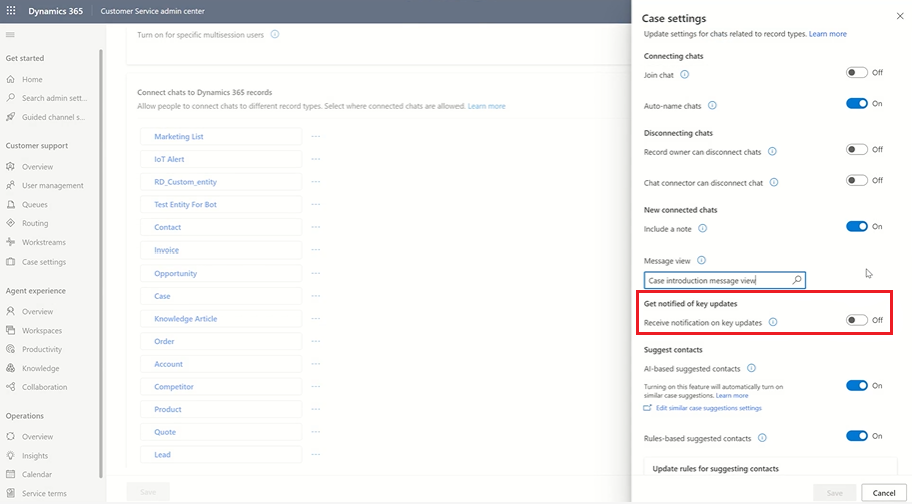 Dynamics 365
Customer Service admin center
Get started
Home
Search admin sett...
Guided channel s...
Customer support
Overview
User management
Queues
Routing
Workstreams
Case settings
Agent experience
Overview
Workspaces
Productivity
Knowledge
Collaboration
Operations
Overview
Insights
Calendar
Service terms
Turn on for specific multisession users
Connect chats to Dynamics 365 records
Allow people to connect chats to different record types. Select where connected chats are allowed. Learn more
Marketing List ...
IoT Alert ...
RD_Custom_entity ...
Test Entity For Bot ...
Contact ...
Invoice ...
Opportunity ...
Case ...
Knowledge Article ...
Order ...
Account ...
Competitor ...
Product ...
Quote ...
Lead ...
Save
Case settings
Update settings for chats related to record types. Learn more
Connecting chats
Join chat Off
Auto-name chats On
Disconnecting chats
Record owner can disconnect chats Off
Chat connector can disconnect chat Off
New connected chats
Include a note On
Message view
Case introduction message view
Get notified of key updates
Receive notification on key updates Off
Suggest contacts
AI-based suggested contacts On
Turning on this feature will automatically turn on
similar case suggestions. Learn more
Edit similar case suggestions settings
Rules-based suggested contacts On
Update rules for suggesting contacts
Save
Cancel